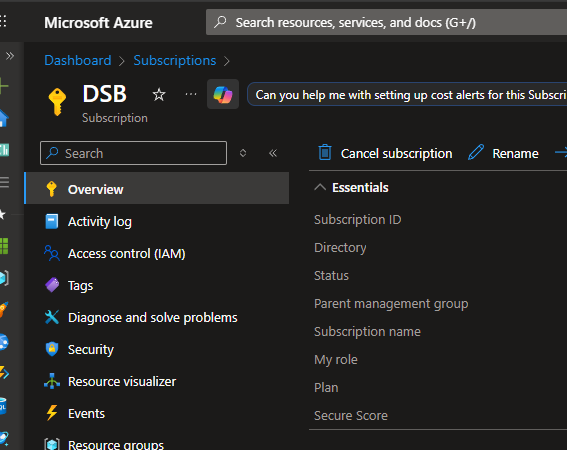 Microsoft Azure
Search resources, services, and docs (G+/)
Dashboard
Subscriptions
DSB
Can you help me with setting up cost alerts for this Subscri
Subscription
Search
Cancel subscription
Rename
Overview
Activity log
Access control (IAM)
Tags
Diagnose and solve problems
Security
Resource visualizer
Events
Resource groups
Essentials
Subscription ID
Directory
Status
Parent management group
Subscription name
My role
Plan
Secure Score